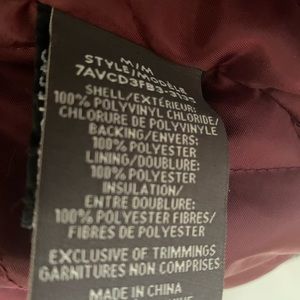 M/M
STYLE/MODÈLE
7AVCD3FB3-3135
SHELL/EXTÉRIEUR:
100% POLYVINYL CHLORIDE/
CHLORURE DE POLYVINYLE
BACKING/ENVERS:
100% POLYESTER
LINING/DOUBLURE:
100% POLYESTER
INSULATION/
ENTRE DOUBLURE:
100% POLYESTER FIBRES/
FIBRES DE POLYESTER
EXCLUSIVE OF TRIMMINGS
GARNITURES NON COMPRISES
MADE IN CHINA